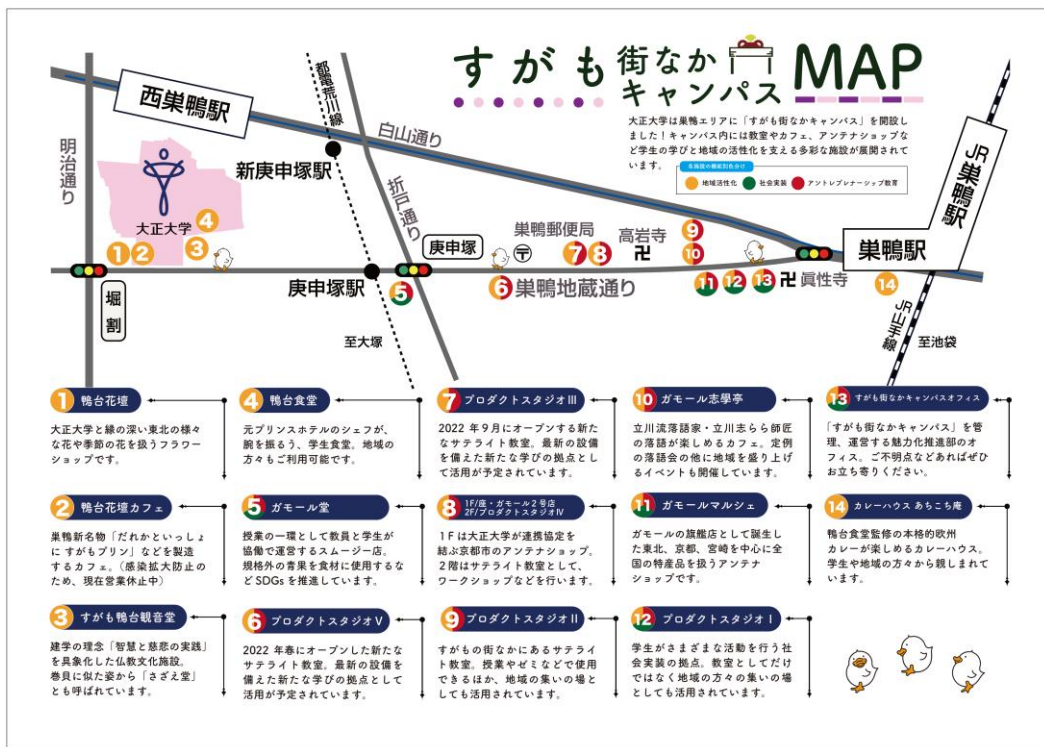 すがも 街なかキャンパス MAP
大正大学は巣鴨エリアに「すがも街なかキャンパス」を開設し
ました！キャンパス内には教室やカフェ、アンテナショップな
ど学生の学びと地域の活性化を支える多彩な施設が展開されて
います。
各施設の機能別色分け
地域活性化 社会実装 アントレプレナーシップ教育
西巣鴨駅
都電荒川線
白山通り
明治通り
新庚申塚駅
折戸通り
JR巣鴨駅
大正大学
4
1 2 3
庚申塚
巣鴨郵便局
7 8
高岩寺
9
10
巣鴨駅
堀割
庚申塚駅
5
6
巣鴨地蔵通り
11 12 13
眞性寺
14
至大塚
JR山手線
至池袋
1 鴨台花壇
大正大学と縁の深い東北の様々
な花や季節の花を扱うフラワー
ショップです。
2 鴨台花壇カフェ
巣鴨新名物「だれかといっしょ
に すがもプリン」などを製造
するカフェ。（感染拡大防止の
ため、現在営業休止中）
3 すがも鴨台観音堂
建学の理念「智慧と慈悲の実践」
を具象化した仏教文化施設。
巻貝に似た姿から「さざえ堂」
とも呼ばれています。
4 鴨台食堂
元プリンスホテルのシェフが、
腕を振るう、学生食堂。地域の
方々もご利用可能です。
5 ガモール堂
授業の一環として教員と学生が
協働で運営するスムージー店。
規格外の青果を食材に使用するな
ど SDGs を推進しています。
6 プロダクトスタジオⅤ
2022 年春にオープンした新たな
サテライト教室。最新の設備を
備えた新たな学びの拠点として
活用が予定されています。
7 プロダクトスタジオⅢ
2022 年９月にオープンする新た
なサテライト教室。最新の設備
を備えた新たな学びの拠点とし
て活用が予定されています。
8 1F/座・ガモール２号店
2F/プロダクトスタジオⅣ
１Ｆは大正大学が連携協定を
結ぶ京都市のアンテナショップ。
２階はサテライト教室として、
ワークショップなどを行います。
9 プロダクトスタジオⅡ
すがもの街なかにあるサテライ
ト教室。授業やゼミなどで使用
できるほか、地域の集いの場と
しても活用されています。
10 ガモール志學亭
立川流落語家・立川志らら師匠
の落語が楽しめるカフェ。定例
の落語会の他に地域を盛り上げ
るイベントも開催しています。
11 ガモールマルシェ
ガモールの旗艦店として誕生し
た東北、京都、宮崎を中心に全
国の特産品を扱うアンテナ
ショップです。
12 プロダクトスタジオⅠ
学生がさまざまな活動を行う社
会実装の拠点。教室としてだけ
ではなく地域の方々の集いの場
としても活用されています。
13 すがも街なかキャンパスオフィス
「すがも街なかキャンパス」を管
理、運営する魅力化推進部のオ
フィス。ご不明点などあればぜひ
お立ち寄りください。
14 カレーハウス あちこち庵
鴨台食堂監修の本格的欧州
カレーが楽しめるカレーハウス。
学生や地域の方々から親しまれて
います。